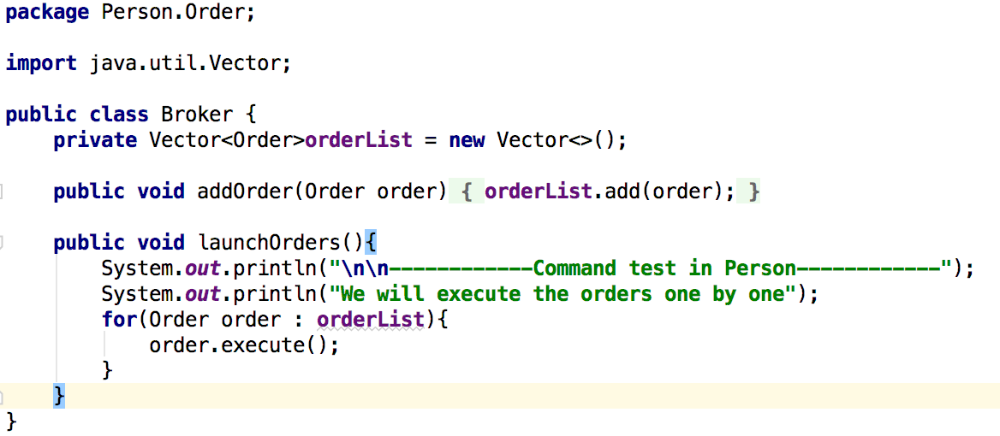 package Person.Order;
import java.util.Vector;
public class Broker {
    private Vector<Order>orderList = new Vector<>();
    public void addOrder(Order order) { orderList.add(order); }
    public void launchOrders(){
        System.out.println("\n\n------------Command test in Person------------");
        System.out.println("We will execute the orders one by one");
        for(Order order : orderList){
            order.execute();
        }
    }
}